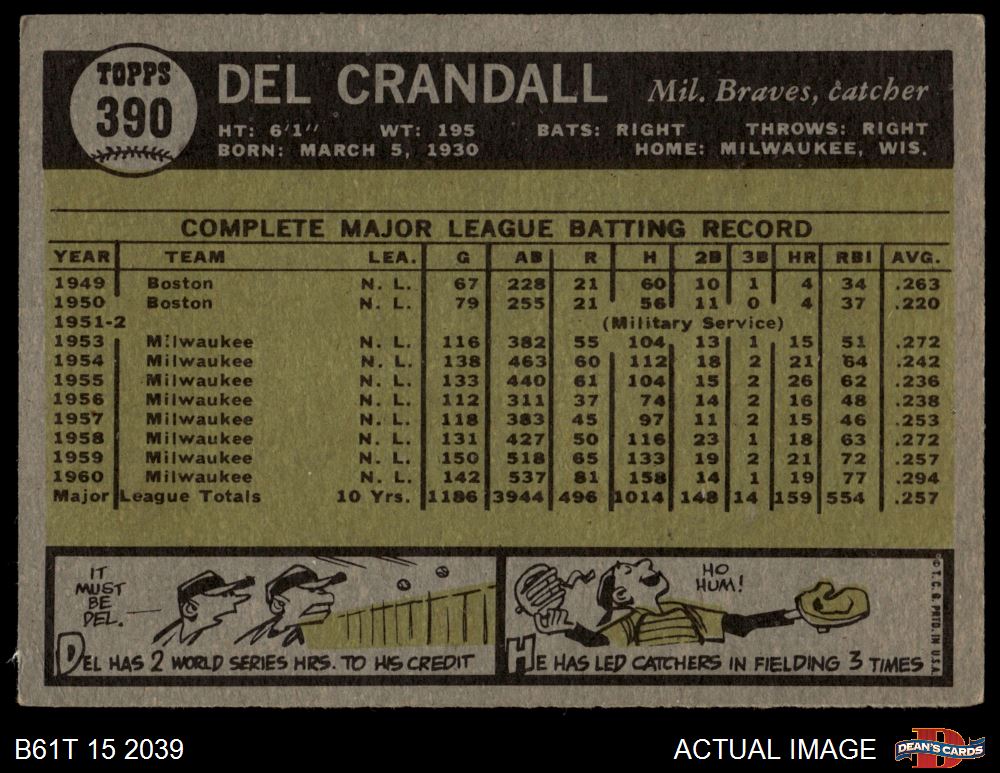 TOPPS
390
DEL CRANDALL Mil. Braves, catcher
HT: 6'1" WT: 195 BATS: RIGHT THROWS: RIGHT
BORN: MARCH 5, 1930 HOME: MILWAUKEE, WIS.
COMPLETE MAJOR LEAGUE BATTING RECORD
YEAR TEAM LEA. G AB R H 2B 3B HR RBI AVG.
1949 Boston N. L. 67 228 21 60 10 1 4 34 .263
1950 Boston N. L. 79 255 21 56 11 0 4 37 .220
1951-2 (Military Service)
1953 Milwaukee N. L. 116 382 55 104 13 1 15 51 .272
1954 Milwaukee N. L. 138 463 60 112 18 2 21 64 .242
1955 Milwaukee N. L. 133 440 61 104 15 2 26 62 .236
1956 Milwaukee N. L. 112 311 37 74 14 2 16 48 .238
1957 Milwaukee N. L. 118 383 45 97 11 2 15 46 .253
1958 Milwaukee N. L. 131 427 50 116 23 1 18 63 .272
1959 Milwaukee N. L. 150 518 65 133 19 2 21 72 .257
1960 Milwaukee N. L. 142 537 81 158 14 1 19 77 .294
Major League Totals 10 Yrs. 1186 3944 496 1014 148 14 159 554 .257
IT
MUST
BE
DEL.
DEL HAS 2 WORLD SERIES HRS. TO HIS CREDIT
HO
HUM!
HE HAS LED CATCHERS IN FIELDING 3 TIMES
© T. C. G. PRTD. IN U.S.A.
B61T 15 2039 ACTUAL IMAGE DEAN'S CARDS